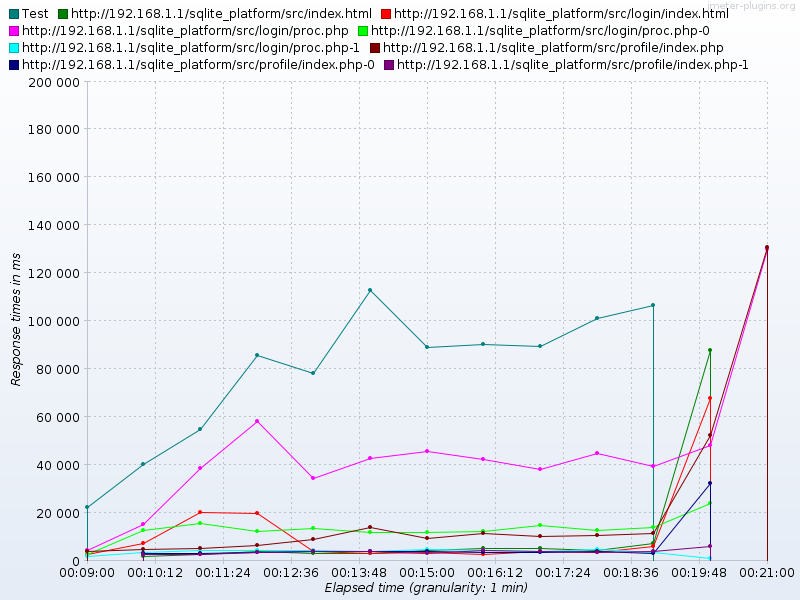 jmeter-plugins.org
Test http://192.168.1.1/sqlite_platform/src/index.html http://192.168.1.1/sqlite_platform/src/login/index.html
http://192.168.1.1/sqlite_platform/src/login/proc.php http://192.168.1.1/sqlite_platform/src/login/proc.php-0
http://192.168.1.1/sqlite_platform/src/login/proc.php-1 http://192.168.1.1/sqlite_platform/src/profile/index.php
http://192.168.1.1/sqlite_platform/src/profile/index.php-0 http://192.168.1.1/sqlite_platform/src/profile/index.php-1
200 000
180 000
160 000
140 000
120 000
100 000
80 000
60 000
40 000
20 000
0
Response times in ms
00:09:00 00:10:12 00:11:24 00:12:36 00:13:48 00:15:00 00:16:12 00:17:24 00:18:36 00:19:48 00:21:00
Elapsed time (granularity: 1 min)